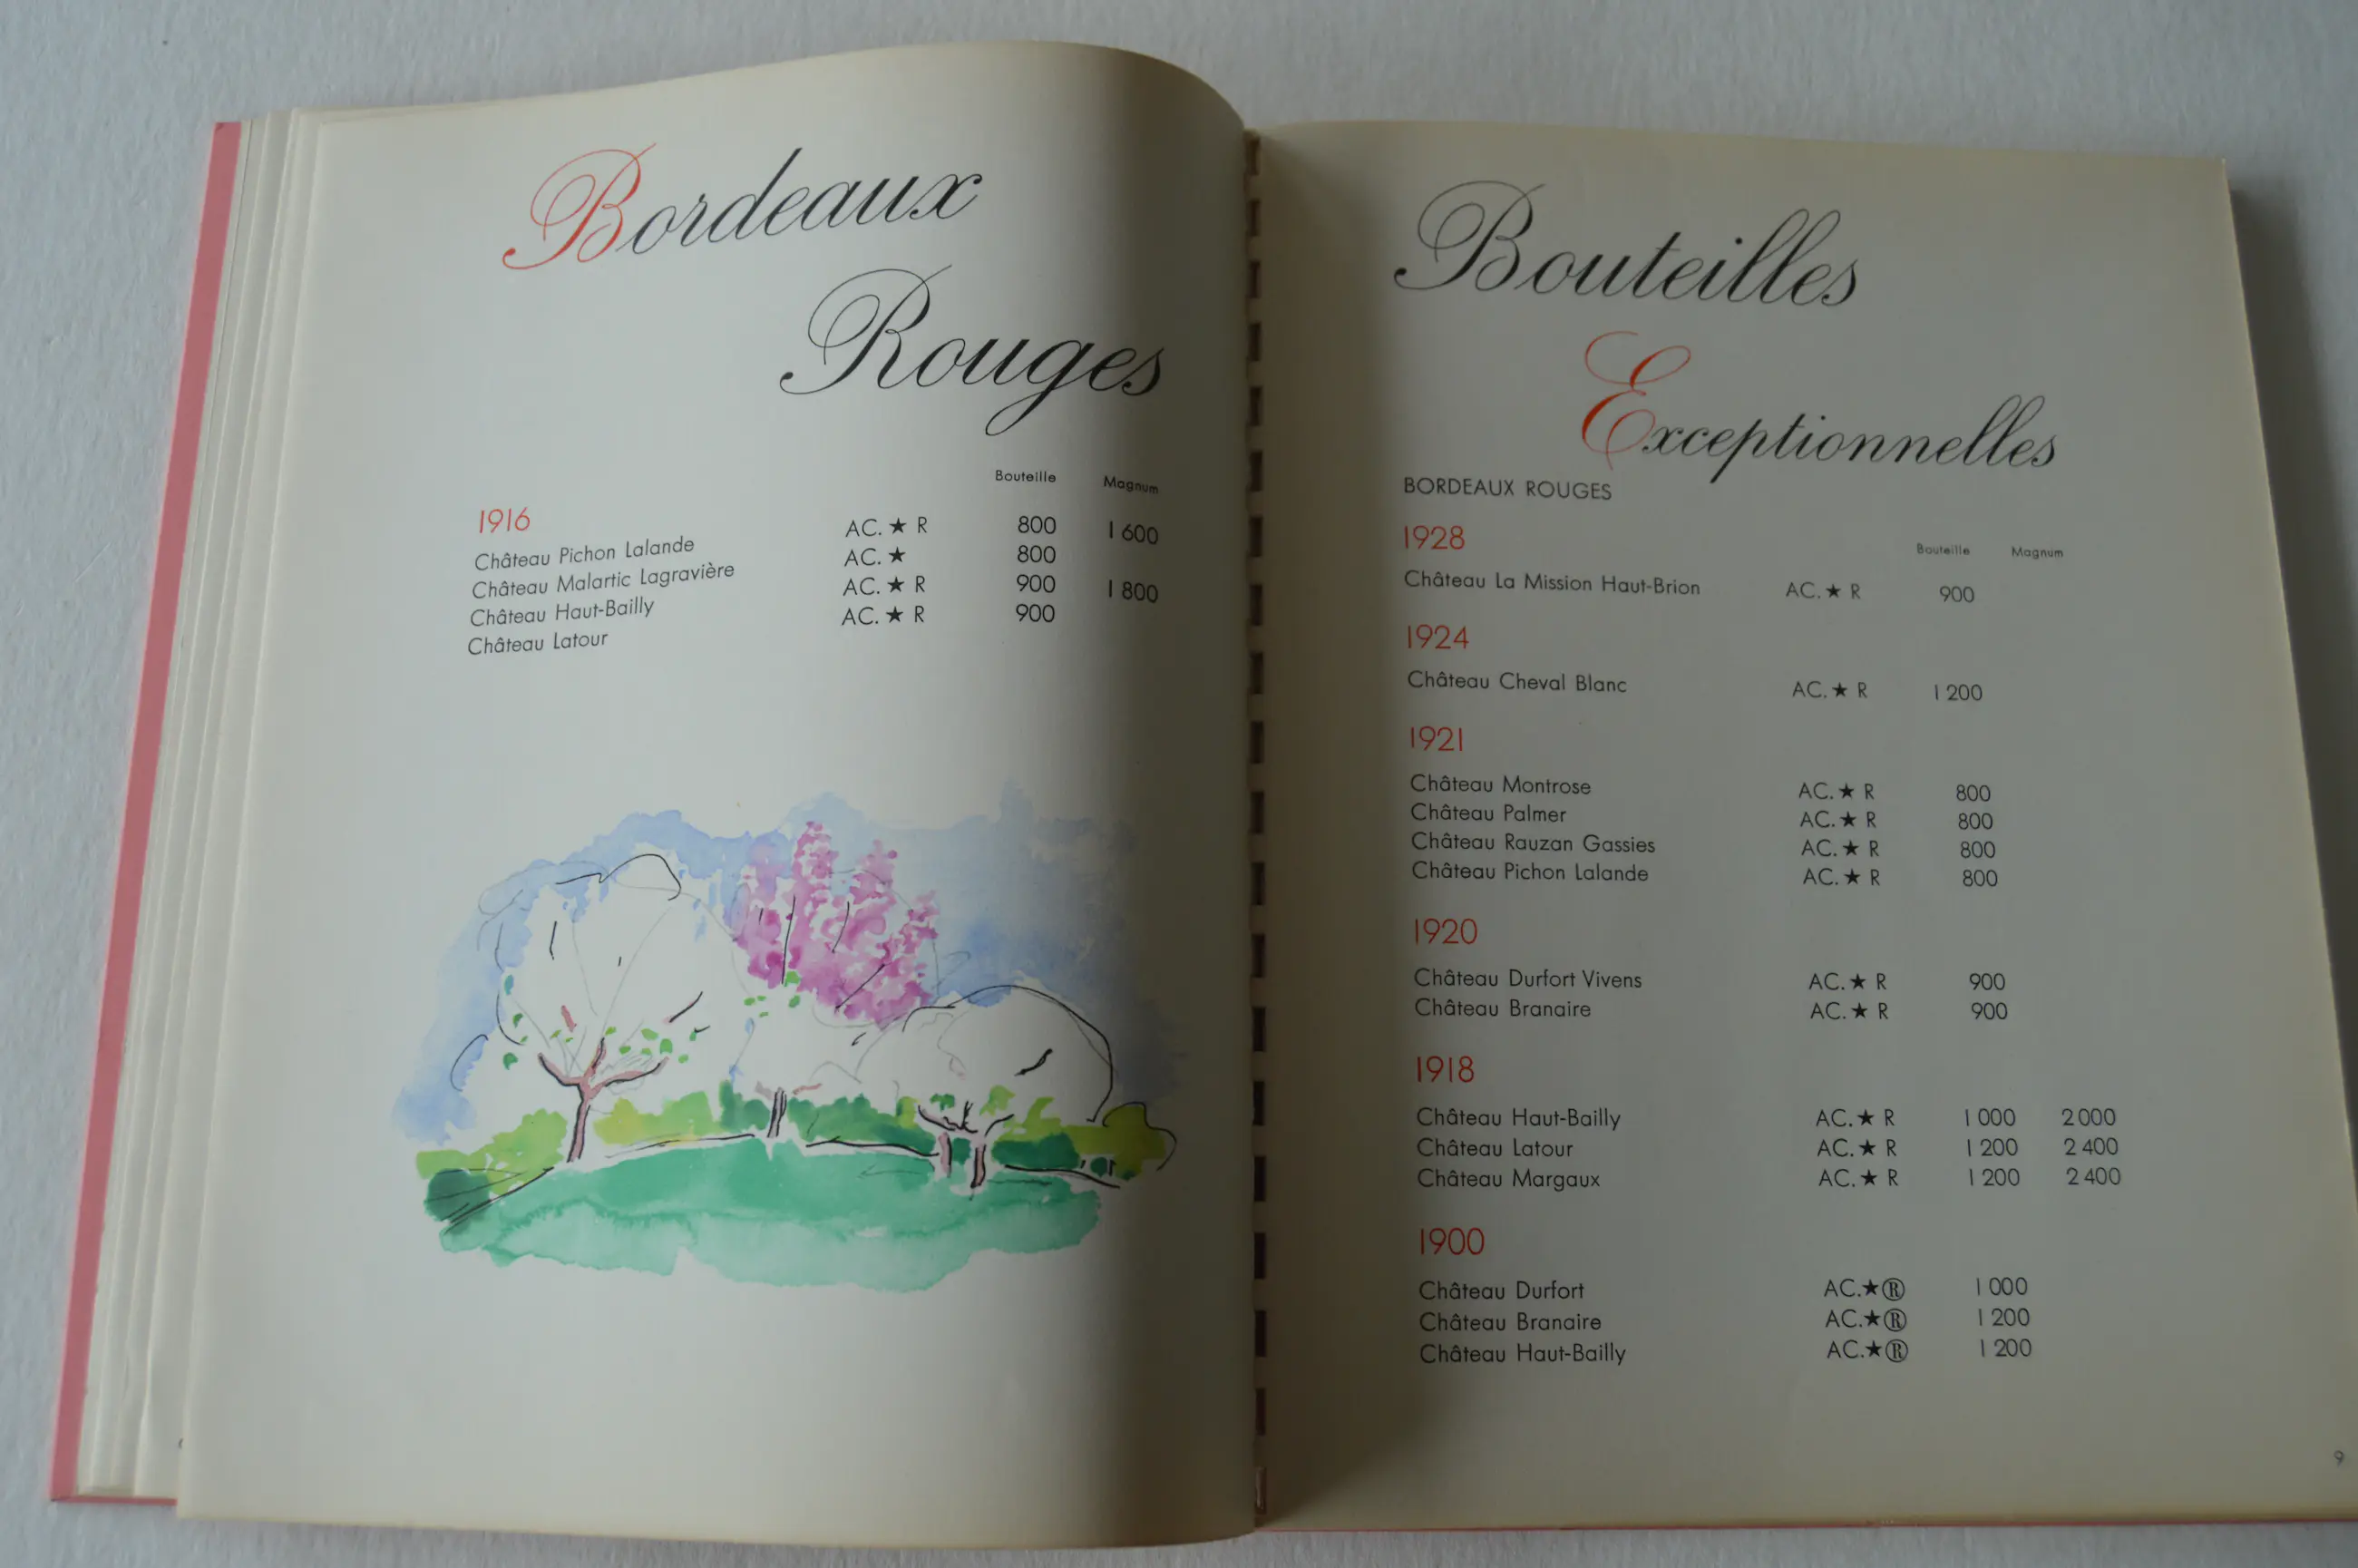 Bordeaux
Rouges
Bouteille Magnum
1916
Château Pichon Lalande AC. ★ R 800 1 600
Château Malartic Lagravière AC. ★ 800
Château Haut-Bailly AC. ★ R 900 1 800
Château Latour AC. ★ R 900
Bouteilles
Exceptionnelles
BORDEAUX ROUGES
1928
Bouteille Magnum
Château La Mission Haut-Brion AC. ★ R 900
1924
Château Cheval Blanc AC. ★ R 1 200
1921
Château Montrose AC. ★ R 800
Château Palmer AC. ★ R 800
Château Rauzan Gassies AC. ★ R 800
Château Pichon Lalande AC. ★ R 800
1920
Château Durfort Vivens AC. ★ R 900
Château Branaire AC. ★ R 900
1918
Château Haut-Bailly AC. ★ R 1 000 2 000
Château Latour AC. ★ R 1 200 2 400
Château Margaux AC. ★ R 1 200 2 400
1900
Château Durfort AC.★® 1 000
Château Branaire AC.★® 1 200
Château Haut-Bailly AC.★® 1 200
9